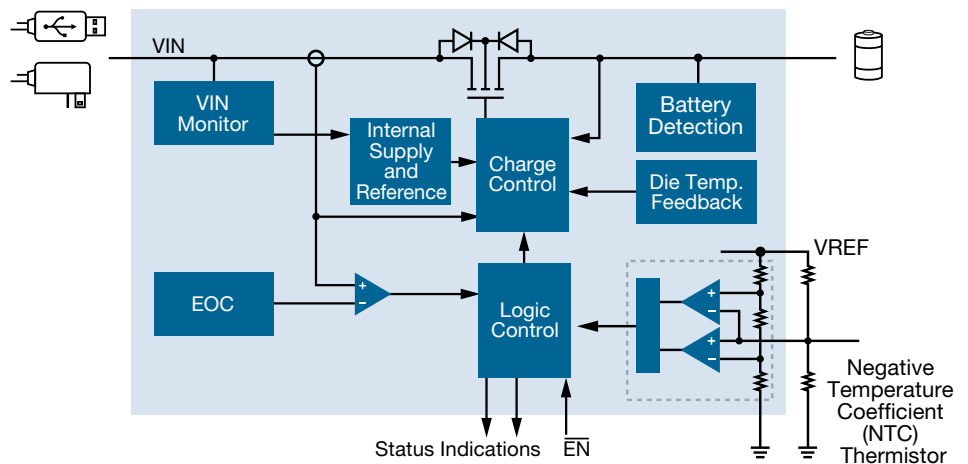 VIN
VIN
Monitor
Internal
Supply
and
Reference
Charge
Control
Battery
Detection
Die Temp.
Feedback
VREF
EOC
+
−
Logic
Control
+
−
+
−
Status Indications
E̅N̅
Negative
Temperature
Coefficient
(NTC)
Thermistor